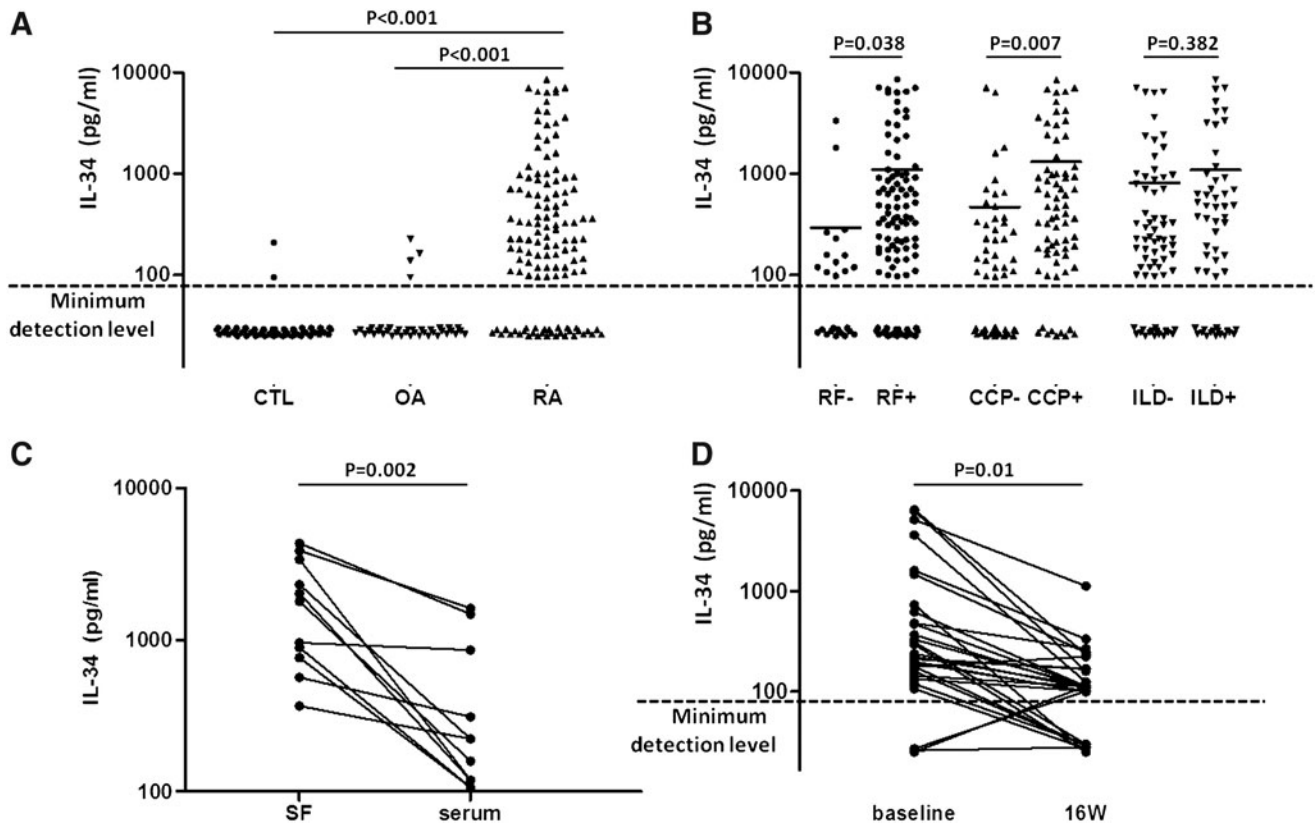 A
P<0.001
P<0.001
IL-34 (pg/ml)
10000
1000
100
Minimum
detection level
CTL OA RA
B
P=0.038 P=0.007 P=0.382
IL-34 (pg/ml)
10000
1000
100
RF- RF+ CCP- CCP+ ILD- ILD+
C
P=0.002
IL-34 (pg/ml)
10000
1000
100
SF serum
D
P=0.01
IL-34 (pg/ml)
10000
1000
100
Minimum
detection level
baseline 16W